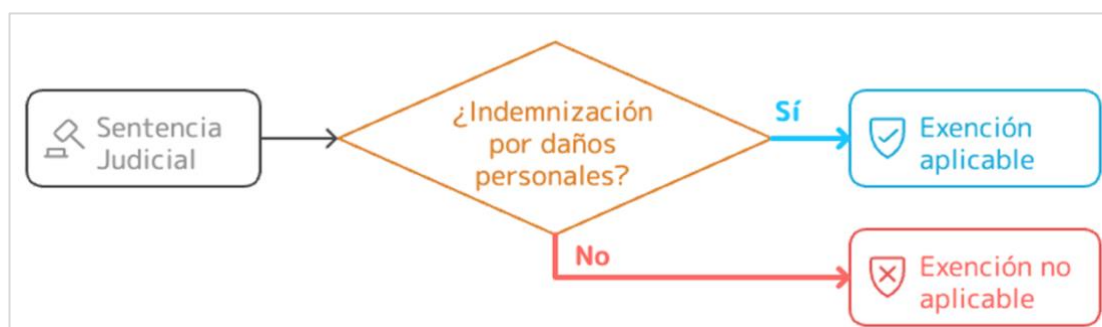 Sentencia
Judicial
¿Indemnización
por daños
personales?
Sí
Exención
aplicable
No
Exención no
aplicable